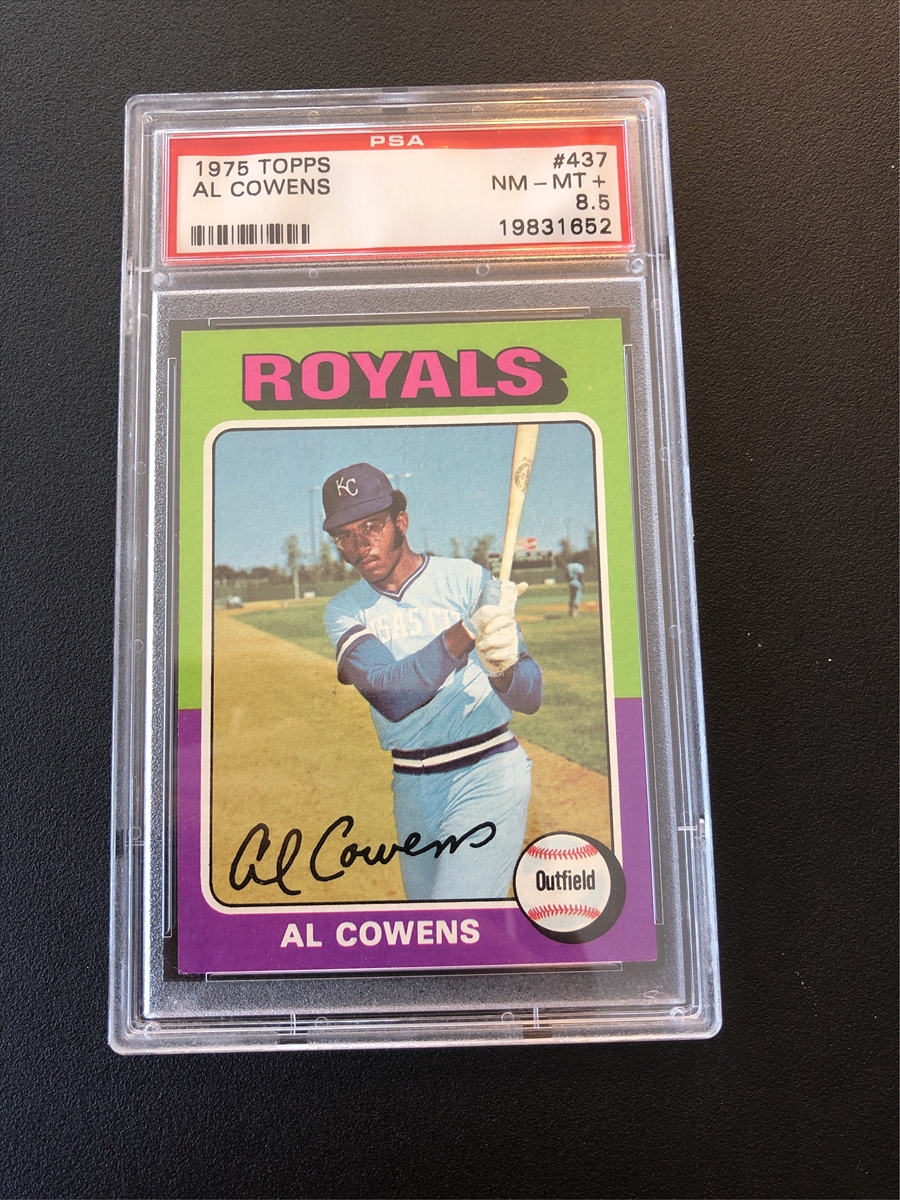 PSA
1975 TOPPS #437
AL COWENS NM - MT +
8.5
19831652
ROYALS
KC
Al Cowens
Outfield
AL COWENS